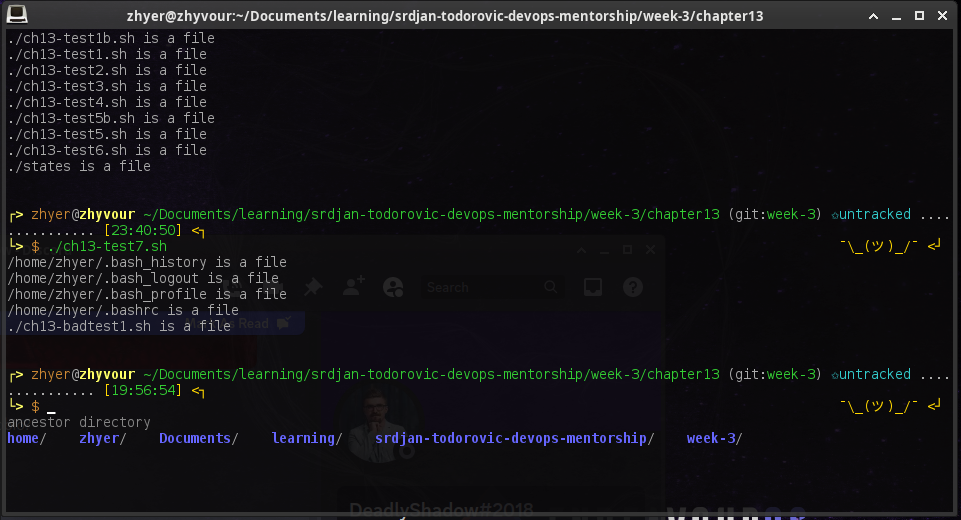 zhyer@zhyvour:~/Documents/learning/srdjan-todorovic-devops-mentorship/week-3/chapter13
./ch13-test1b.sh is a file
./ch13-test1.sh is a file
./ch13-test2.sh is a file
./ch13-test3.sh is a file
./ch13-test4.sh is a file
./ch13-test5b.sh is a file
./ch13-test5.sh is a file
./ch13-test6.sh is a file
./states is a file
┌> zhyer@zhyvour ~/Documents/learning/srdjan-todorovic-devops-mentorship/week-3/chapter13 (git:week-3) ✩untracked ....
........... [23:40:50] <┐
└> $ ./ch13-test7.sh ¯\_(ツ)_/¯ <┘
/home/zhyer/.bash_history is a file
/home/zhyer/.bash_logout is a file
/home/zhyer/.bash_profile is a file
Search
/home/zhyer/.bashrc is a file
./ch13-badtest1.sh is a file
as Read
┌> zhyer@zhyvour ~/Documents/learning/srdjan-todorovic-devops-mentorship/week-3/chapter13 (git:week-3) ✩untracked ....
........... [19:56:54] <┐
└> $ ¯\_(ツ)_/¯ <┘
ancestor directory
home/ zhyer/ Documents/ learning/ srdjan-todorovic-devops-mentorship/ week-3/
DeadlyShadow#2018